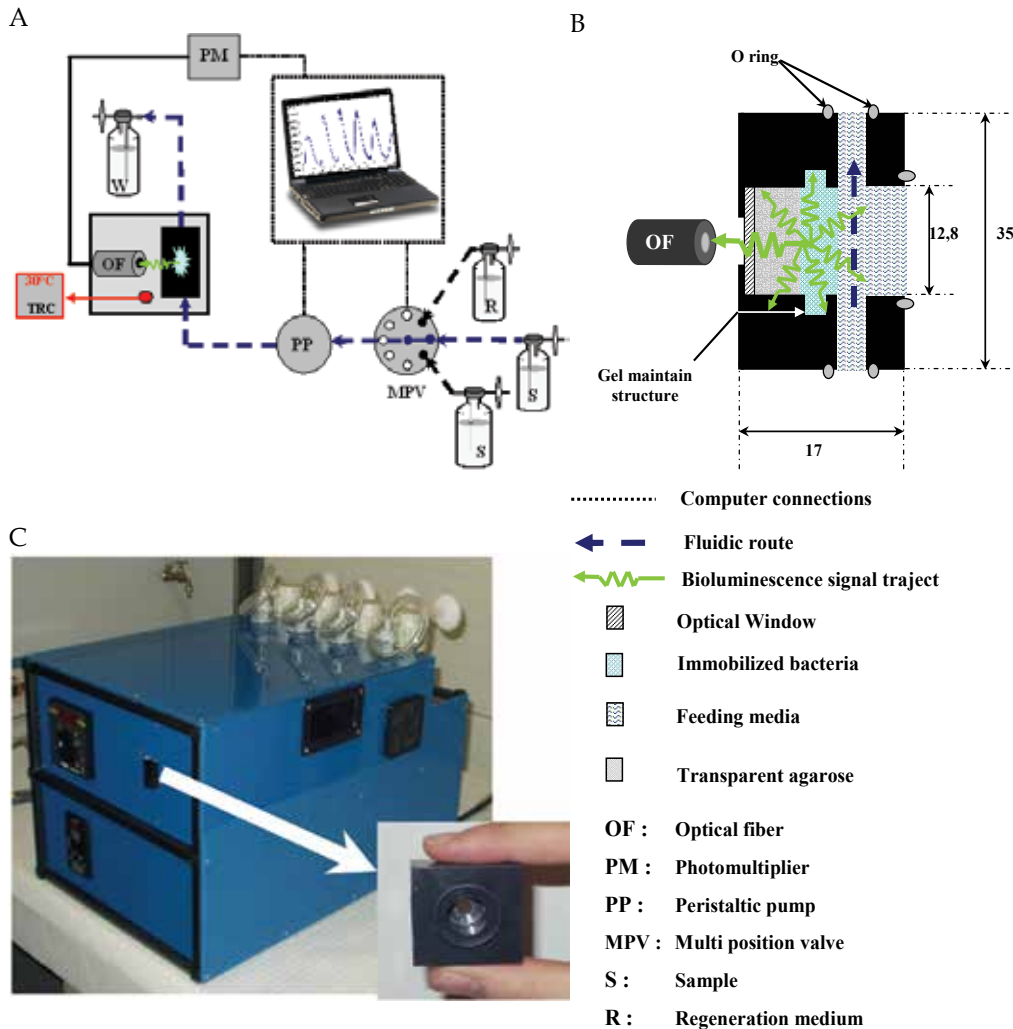 A
PM
W
OF
30°C
TRC
PP
MPV
R
S
S
B
O ring
OF
12,8
35
Gel maintain
structure
17
Computer connections
Fluidic route
Bioluminescence signal traject
Optical Window
Immobilized bacteria
Feeding media
Transparent agarose
OF : Optical fiber
PM : Photomultiplier
PP : Peristaltic pump
MPV : Multi position valve
S : Sample
R : Regeneration medium
C